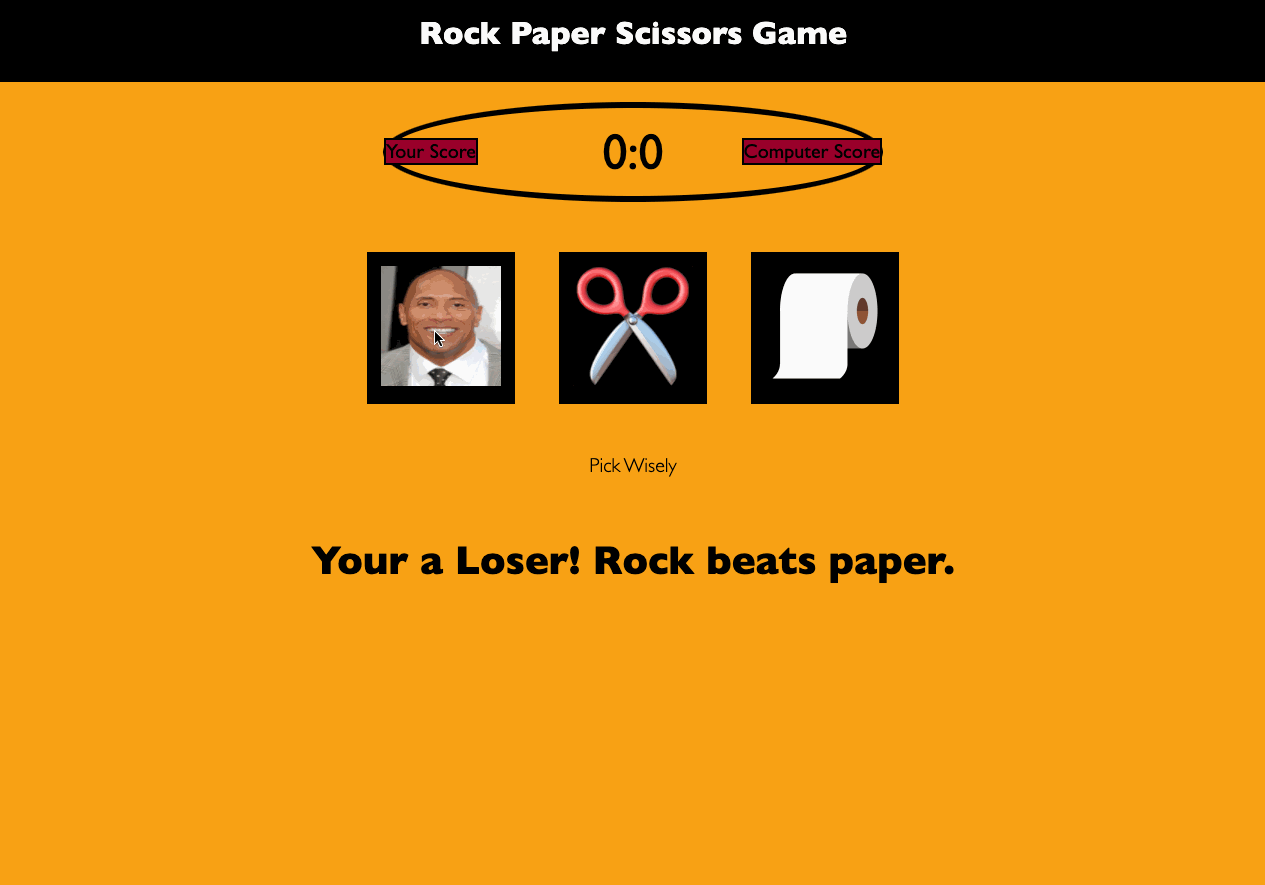 Rock Paper Scissors Game
Your Score 0:0 Computer Score
Pick Wisely
Your a Loser! Rock beats paper.